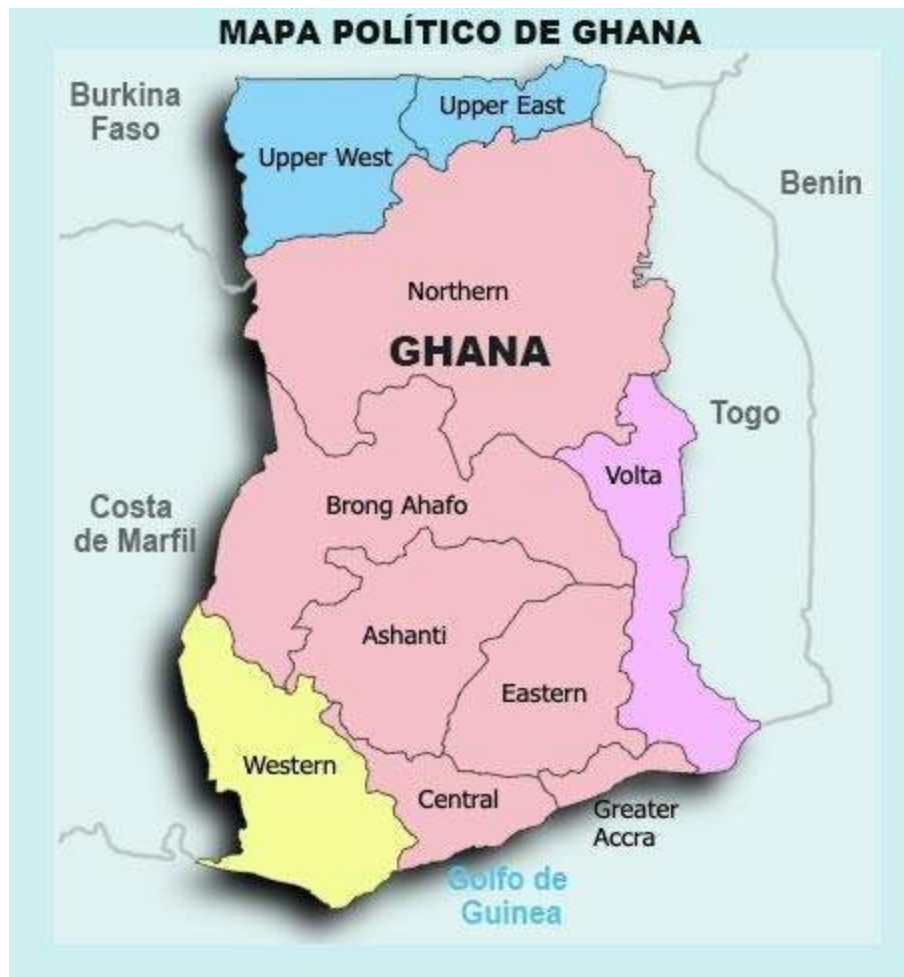 MAPA POLÍTICO DE GHANA
Burkina
Faso
Upper East
Upper West
Benin
Northern
GHANA
Togo
Volta
Costa
de Marfil
Brong Ahafo
Ashanti
Eastern
Western
Central
Greater
Accra
Golfo de
Guinea